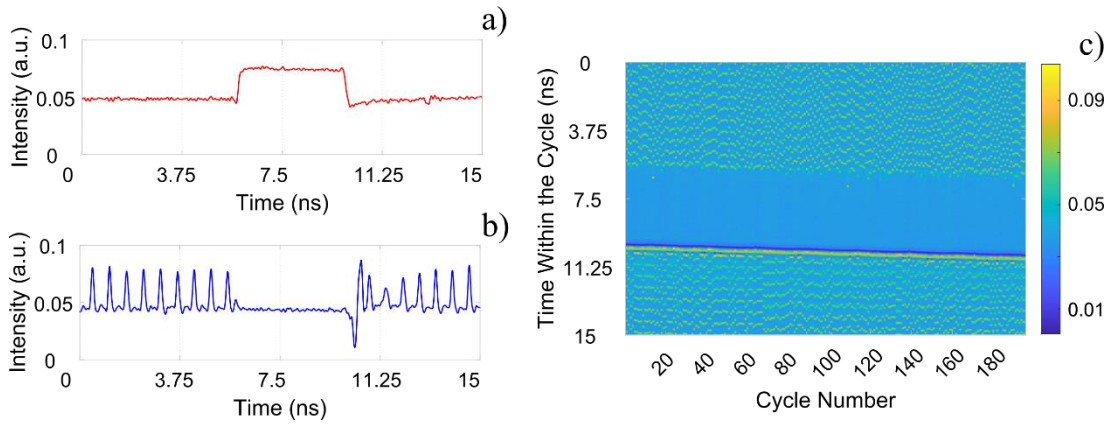 a)
Intensity (a.u.)
0.1
0.05
0
0 3.75 7.5 11.25 15
Time (ns)
b)
Intensity (a.u.)
0.1
0.05
0
0 3.75 7.5 11.25 15
Time (ns)
c)
Time Within the Cycle (ns)
0
3.75
7.5
11.25
15
20 40 60 80 100 120 140 160 180
Cycle Number
0.09
0.05
0.01